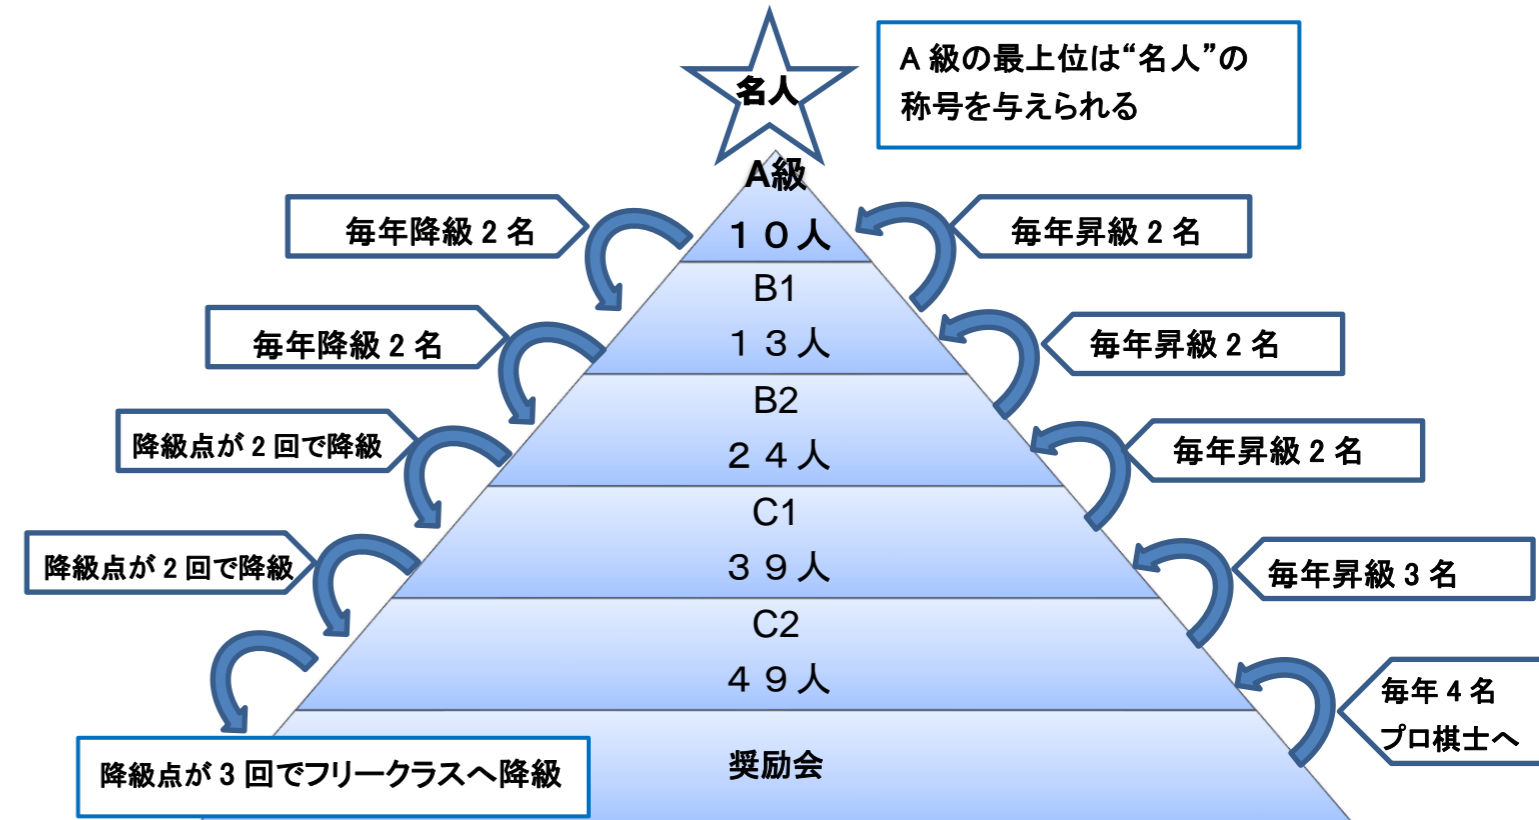 名人
A 級の最上位は“名人”の
称号を与えられる
A級
１０人
毎年降級 2 名
毎年昇級 2 名
B1
１３人
毎年降級 2 名
毎年昇級 2 名
B2
２４人
降級点が 2 回で降級
毎年昇級 2 名
C1
３９人
降級点が 2 回で降級
毎年昇級 3 名
C2
４９人
毎年 4 名
プロ棋士へ
降級点が 3 回でフリークラスへ降級
奨励会